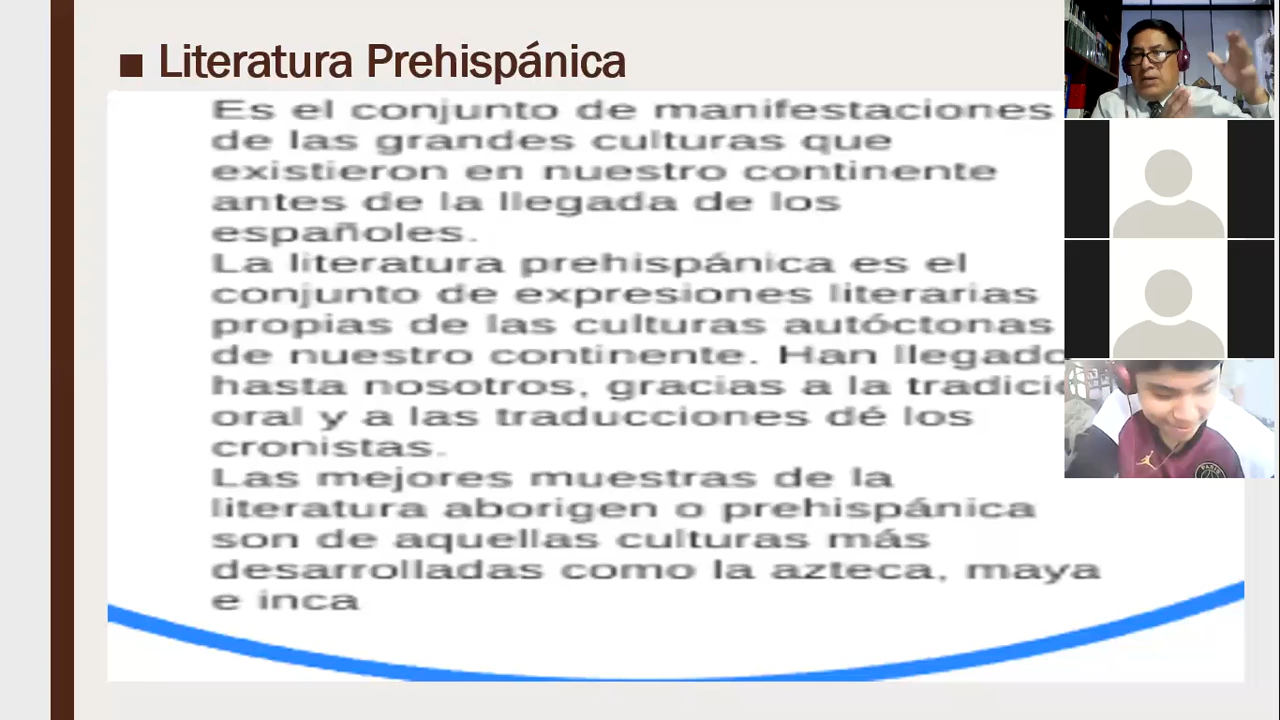 ■ Literatura Prehispánica
Es el conjunto de manifestaciones
de las grandes culturas que
existieron en nuestro continente
antes de la llegada de los
españoles.
La literatura prehispánica es el
conjunto de expresiones literarias
propias de las culturas autóctonas
de nuestro continente. Han llegado
hasta nosotros, gracias a la tradició
oral y a las traducciones dé los
cronistas.
Las mejores muestras de la
literatura aborigen o prehispánica
son de aquellas culturas más
desarrolladas como la azteca, maya
e inca
PARIS